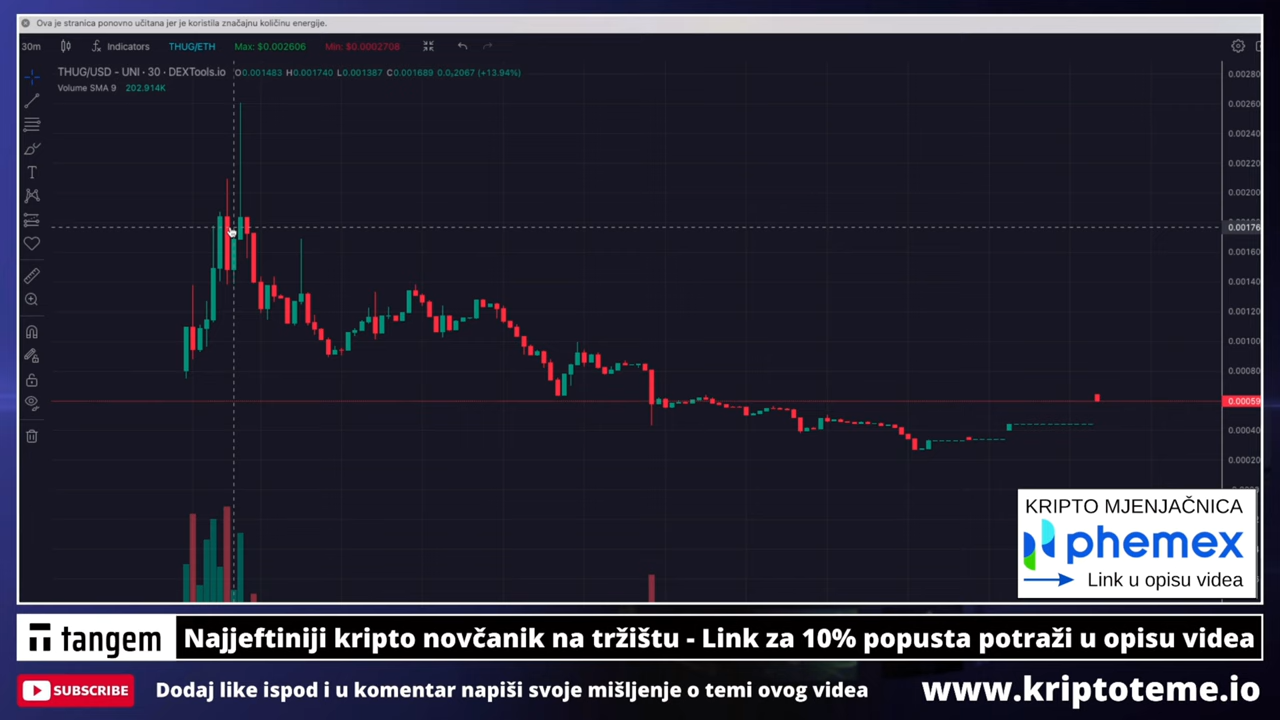 Ova je stranica ponovno učitana jer je koristila značajnu količinu energije.
30m Indicators THUG/ETH Max: $0.002606 Min: $0.0002708
THUG/USD - UNI · 30 · DEXTools.io O0.001483 H0.001740 L0.001387 C0.001689 0.0₃2067 (+13.94%)
Volume SMA 9 202.914K
0.00280
0.00260
0.00240
0.00220
0.00200
0.00176
0.00160
0.00140
0.00120
0.00100
0.00080
0.00059
0.00040
0.00020
KRIPTO MJENJAČNICA
phemex
Link u opisu videa
tangem
Najjeftiniji kripto novčanik na tržištu - Link za 10% popusta potraži u opisu videa
SUBSCRIBE
Dodaj like ispod i u komentar napiši svoje mišljenje o temi ovog videa
www.kriptoteme.io